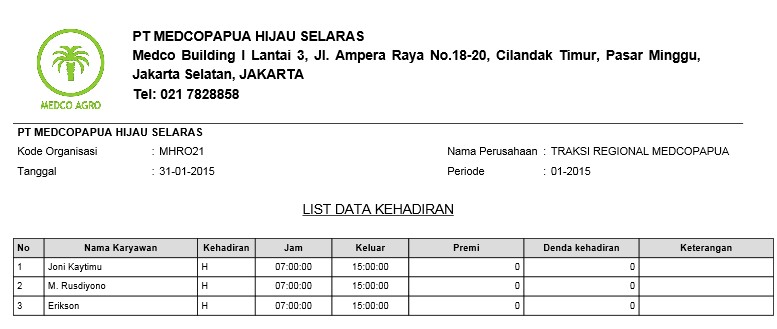 PT MEDCOPAPUA HIJAU SELARAS
Medco Building I Lantai 3, Jl. Ampera Raya No.18-20, Cilandak Timur, Pasar Minggu,
Jakarta Selatan, JAKARTA
Tel: 021 7828858
MEDCO AGRO
PT MEDCOPAPUA HIJAU SELARAS
Kode Organisasi : MHRO21 Nama Perusahaan : TRAKSI REGIONAL MEDCOPAPUA
Tanggal : 31-01-2015 Periode : 01-2015
LIST DATA KEHADIRAN
No Nama Karyawan Kehadiran Jam Keluar Premi Denda kehadiran Keterangan
1 Joni Kaytimu H 07:00:00 15:00:00 0 0
2 M. Rusdiyono H 07:00:00 15:00:00 0 0
3 Erikson H 07:00:00 15:00:00 0 0